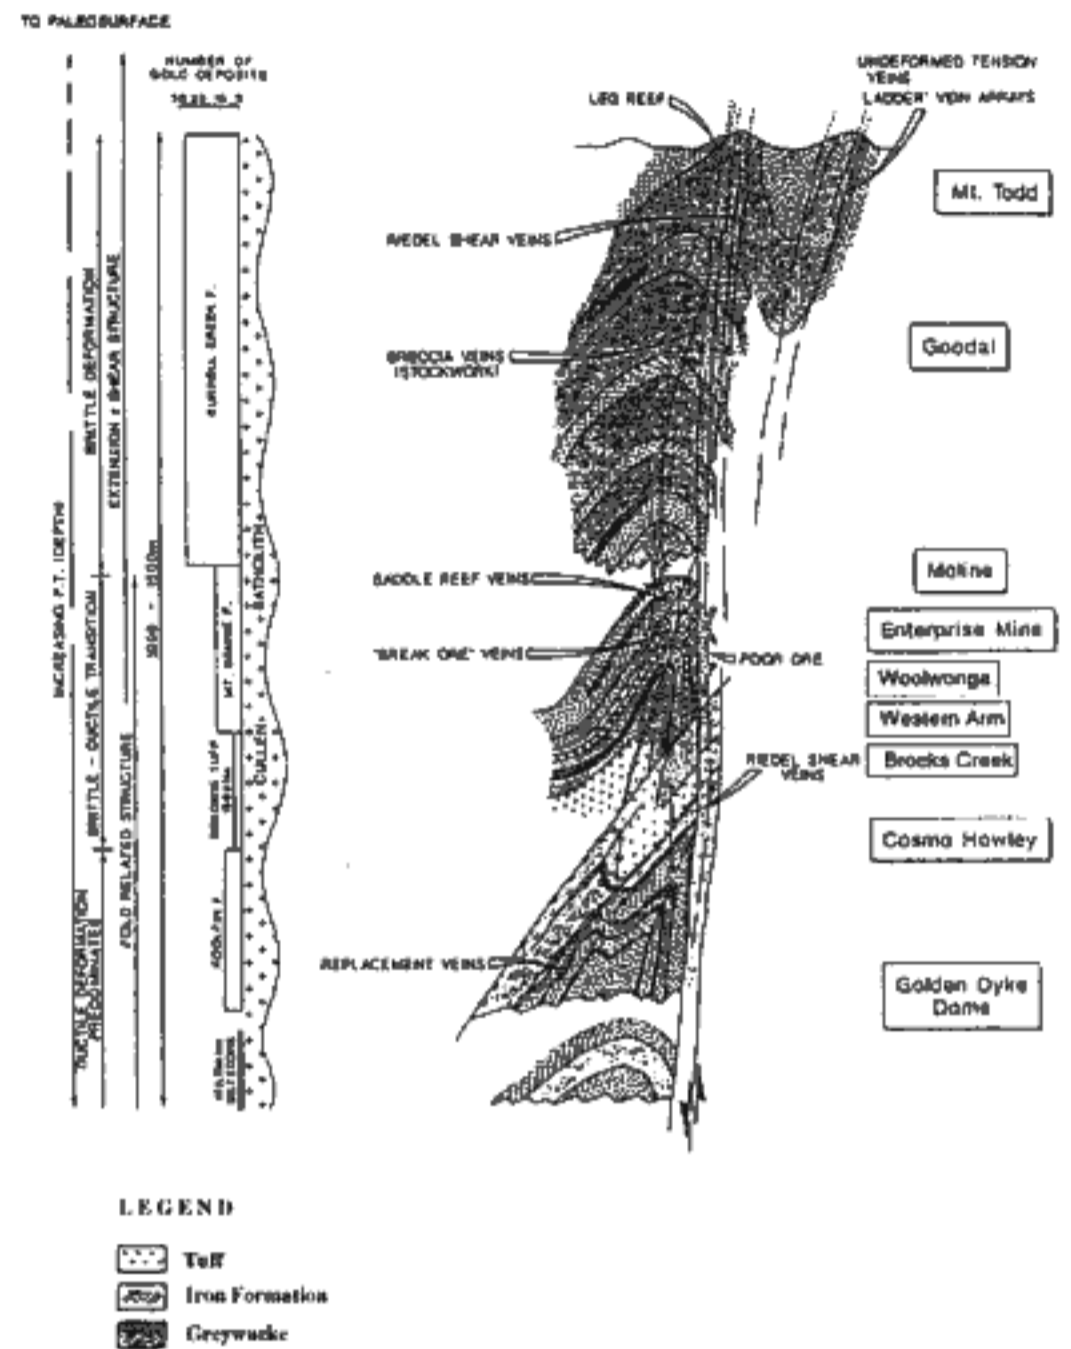 TO PALEOSURFACE
NUMBER OF
GOLD DEPOSITS
UNDEFORMED TENSION
VEINS
LEG REEF
LADDER' VEIN ARRAYS
Mt. Todd
RIEDEL SHEAR VEINS
Goodal
BRECCIA VEINS
(STOCKWORK)
INCREASING P.T. (DEPTH)
BRITTLE DEFORMATION
EXTENSION + SHEAR STRUCTURE
BURRELL CREEK F.
BATHOLITH
CULLEN
SADDLE REEF VEINS
Moline
Enterprise Mine
"BREAK ORE" VEINS
POOR ORE
Woolwonga
Western Arm
BRITTLE - DUCTILE TRANSITION
MT. BONNIE F.
RIEDEL SHEAR
VEINS
Brocks Creek
FOLD RELATED STRUCTURE
Cosmo Howley
DUCTILE DEFORMATION
PREDOMINATES
KOOLPIN F.
REPLACEMENT VEINS
Golden Dyke
Dome
LEGEND
Tuff
Iron Formation
Greywacke